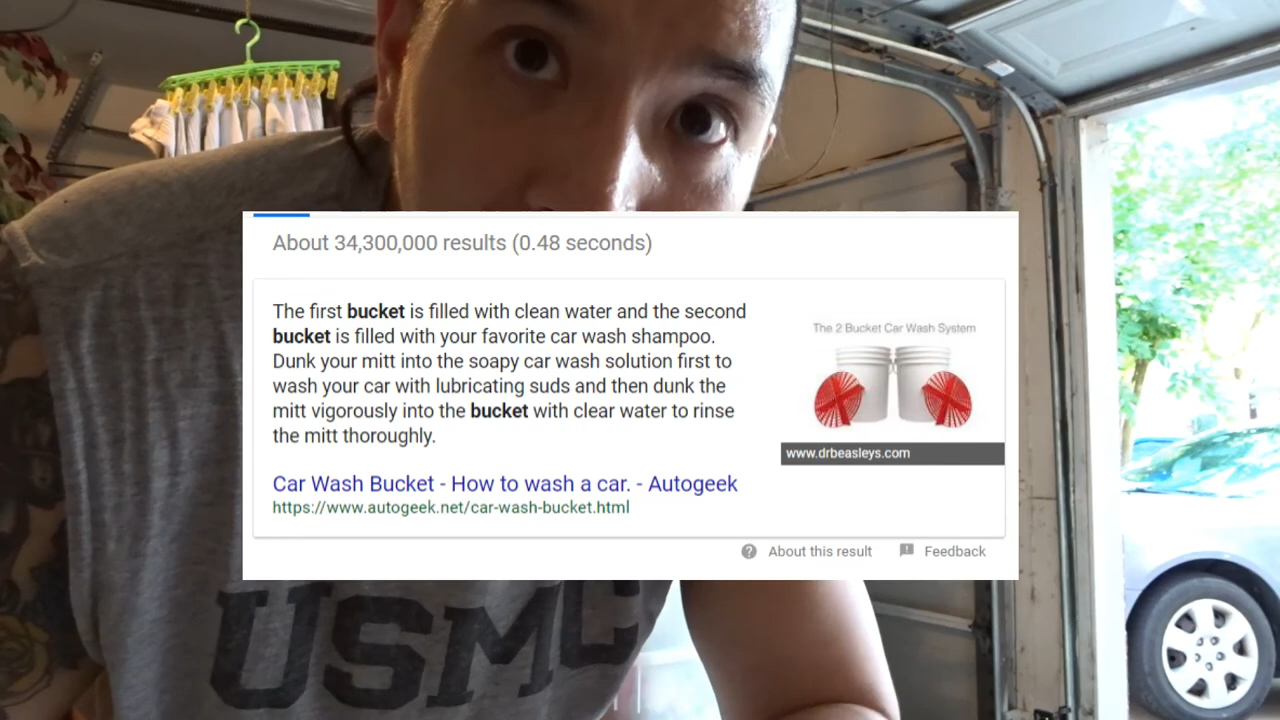 About 34,300,000 results (0.48 seconds)
The first bucket is filled with clean water and the second
bucket is filled with your favorite car wash shampoo.
Dunk your mitt into the soapy car wash solution first to
wash your car with lubricating suds and then dunk the
mitt vigorously into the bucket with clear water to rinse
the mitt thoroughly.
The 2 Bucket Car Wash System
www.drbeasleys.com
Car Wash Bucket - How to wash a car. - Autogeek
https://www.autogeek.net/car-wash-bucket.html
About this result
Feedback
USMC